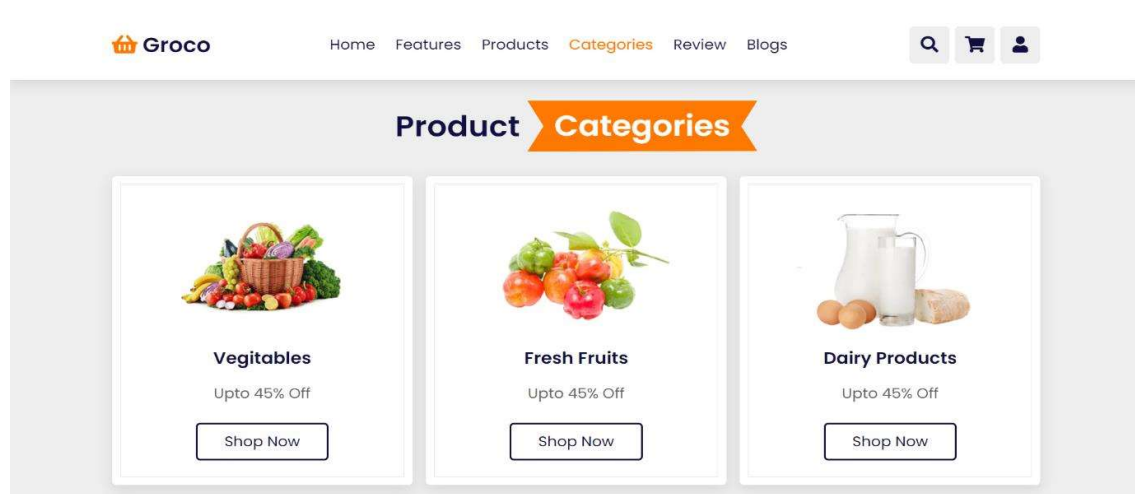 Groco Home Features Products Categories Review Blogs
Product Categories
Vegitables
Upto 45% Off
Shop Now
Fresh Fruits
Upto 45% Off
Shop Now
Dairy Products
Upto 45% Off
Shop Now